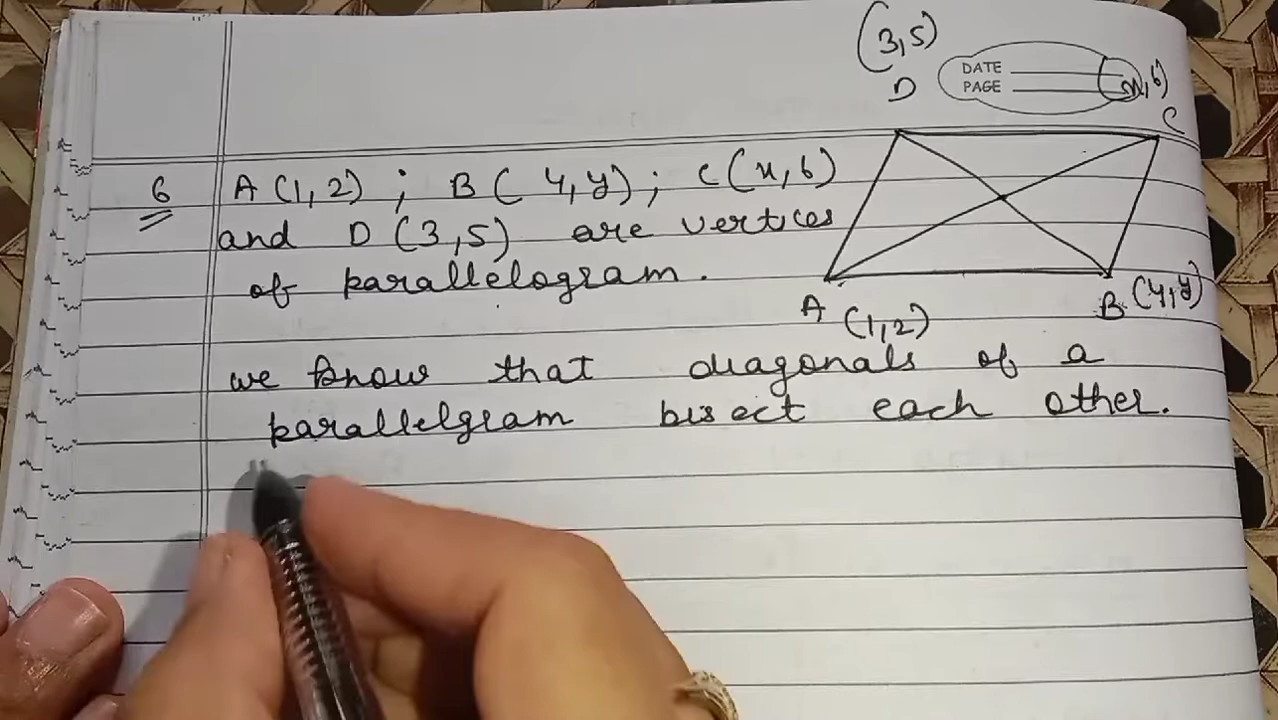 (3,5)
D
DATE
PAGE
(x,6)
C
6 A (1,2) ; B ( 4,y) ; C (x,6)
and D (3,5) are vertices
of parallelogram.
A (1,2)
B (4,y)
we know that diagonals of a
parallelgram bisect each other.